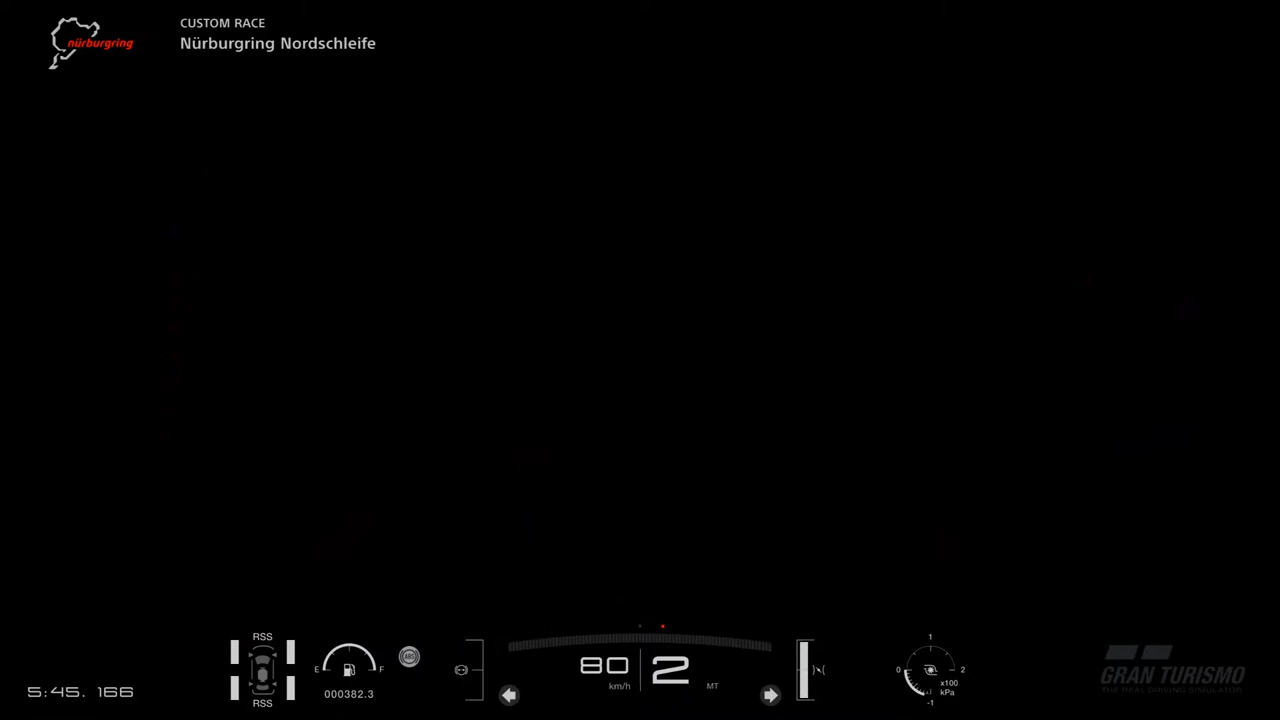 CUSTOM RACE
nürburgring
Nürburgring Nordschleife
RSS
1
E
F
ABS
0
2
80
2
x100
kPa
km/h
MT
5:45. 166
000382.3
RSS
-1
GRAN TURISMO
THE REAL DRIVING SIMULATOR